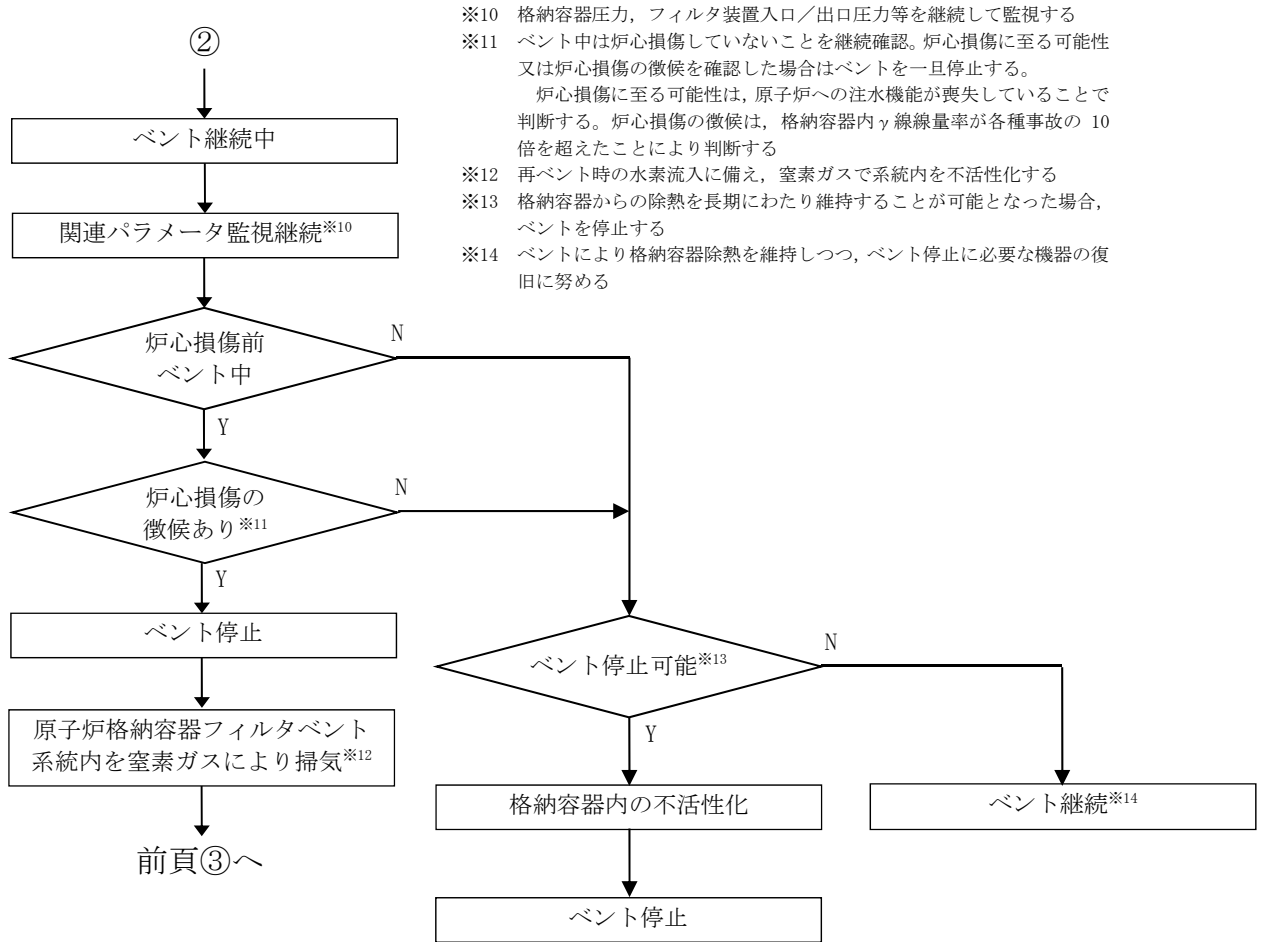 ※10 格納容器圧力，フィルタ装置入口／出口圧力等を継続して監視する
※11 ベント中は炉心損傷していないことを継続確認。炉心損傷に至る可能性
又は炉心損傷の徴候を確認した場合はベントを一旦停止する。
炉心損傷に至る可能性は，原子炉への注水機能が喪失していることで
判断する。炉心損傷の徴候は，格納容器内γ線線量率が各種事故の 10
倍を超えたことにより判断する
※12 再ベント時の水素流入に備え，窒素ガスで系統内を不活性化する
※13 格納容器からの除熱を長期にわたり維持することが可能となった場合，
ベントを停止する
※14 ベントにより格納容器除熱を維持しつつ，ベント停止に必要な機器の復
旧に努める
②
ベント継続中
関連パラメータ監視継続※10
炉心損傷前
ベント中
N
Y
炉心損傷の
徴候あり※11
N
Y
ベント停止
原子炉格納容器フィルタベント
系統内を窒素ガスにより掃気※12
前頁③へ
ベント停止可能※13
N
Y
格納容器内の不活性化
ベント継続※14
ベント停止